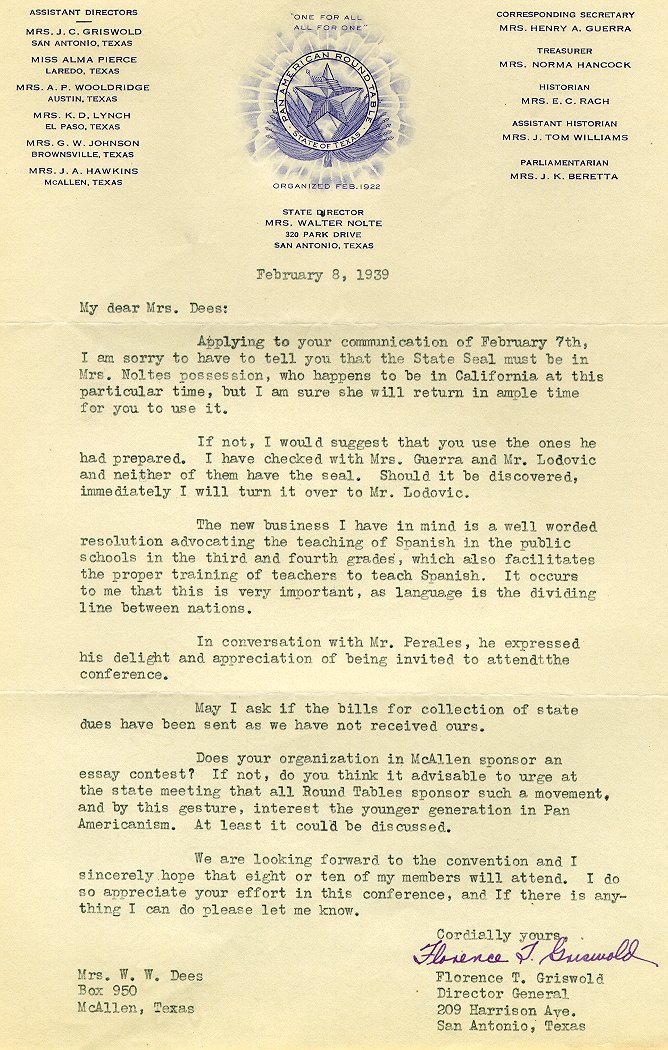 ASSISTANT DIRECTORS
MRS. J. C. GRISWOLD
SAN ANTONIO, TEXAS
MISS ALMA PIERCE
LAREDO, TEXAS
MRS. A. P. WOOLDRIDGE
AUSTIN, TEXAS
MRS. K. D. LYNCH
EL PASO, TEXAS
MRS. G. W. JOHNSON
BROWNSVILLE, TEXAS
MRS. J. A. HAWKINS
MCALLEN, TEXAS
"ONE FOR ALL
ALL FOR ONE"
PAN AMERICAN ROUND TABLE
STATE OF TEXAS
ORGANIZED FEB. 1922
STATE DIRECTOR
MRS. WALTER NOLTE
320 PARK DRIVE
SAN ANTONIO, TEXAS
CORRESPONDING SECRETARY
MRS. HENRY A. GUERRA
TREASURER
MRS. NORMA HANCOCK
HISTORIAN
MRS. E. C. RACH
ASSISTANT HISTORIAN
MRS. J. TOM WILLIAMS
PARLIAMENTARIAN
MRS. J. K. BERETTA
February 8, 1939
My dear Mrs. Dees:
Applying to your communication of February 7th,
I am sorry to have to tell you that the State Seal must be in
Mrs. Noltes possession, who happens to be in California at this
particular time, but I am sure she will return in ample time
for you to use it.
If not, I would suggest that you use the ones he
had prepared. I have checked with Mrs. Guerra and Mr. Lodovic
and neither of them have the seal. Should it be discovered,
immediately I will turn it over to Mr. Lodovic.
The new business I have in mind is a well worded
resolution advocating the teaching of Spanish in the public
schools in the third and fourth grades, which also facilitates
the proper training of teachers to teach Spanish. It occurs
to me that this is very important, as language is the dividing
line between nations.
In conversation with Mr. Perales, he expressed
his delight and appreciation of being invited to attendtthe
conference.
May I ask if the bills for collection of state
dues have been sent as we have not received ours.
Does your organization in McAllen sponsor an
essay contest? If not, do you think it advisable to urge at
the state meeting that all Round Tables sponsor such a movement,
and by this gesture, interest the younger generation in Pan
Americanism. At least it could be discussed.
We are looking forward to the convention and I
sincerely hope that eight or ten of my members will attend. I do
so appreciate your effort in this conference, and If there is any-
thing I can do please let me know.
Cordially yours,
Florence T. Griswold
Florence T. Griswold
Director General
209 Harrison Ave.
San Antonio, Texas
Mrs. W. W. Dees
Box 950
McAllen, Texas